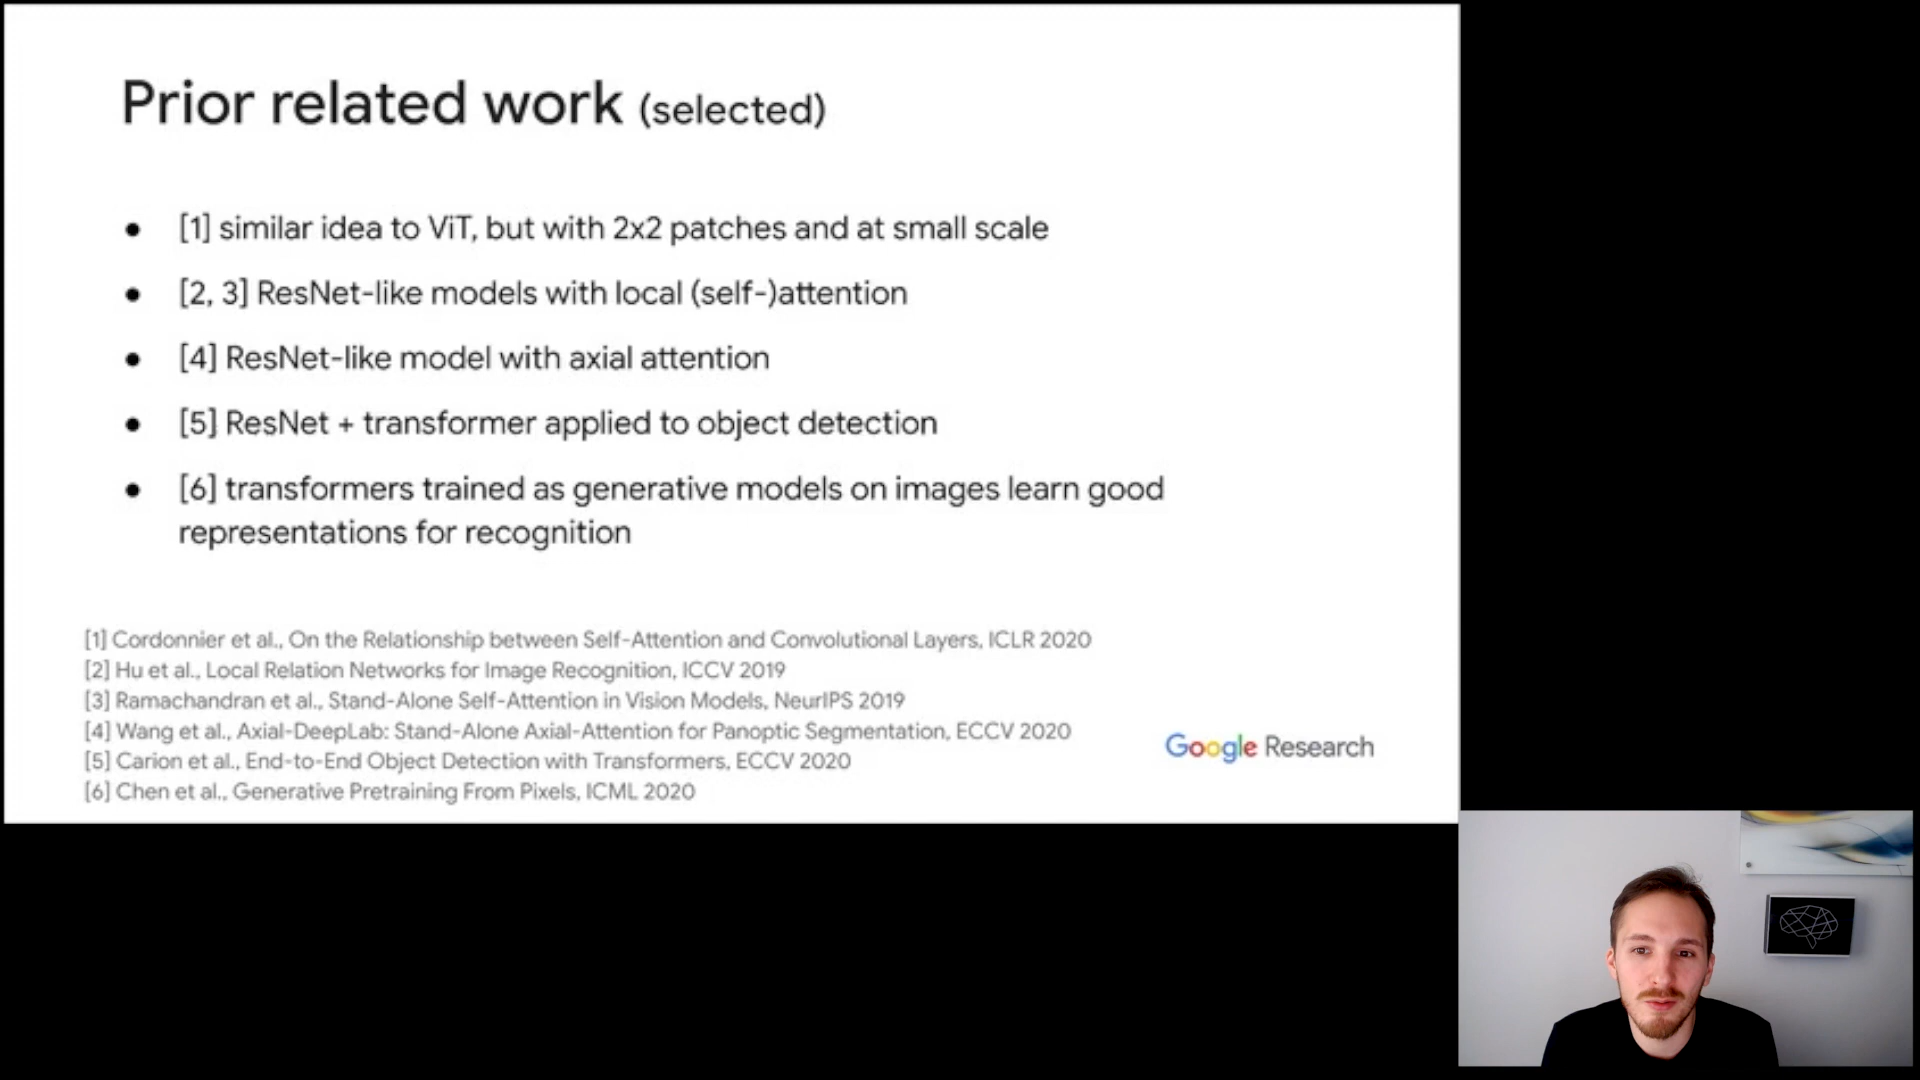 Prior related work (selected)
● [1] similar idea to ViT, but with 2x2 patches and at small scale
● [2, 3] ResNet-like models with local (self-)attention
● [4] ResNet-like model with axial attention
● [5] ResNet + transformer applied to object detection
● [6] transformers trained as generative models on images learn good
representations for recognition
[1] Cordonnier et al., On the Relationship between Self-Attention and Convolutional Layers, ICLR 2020
[2] Hu et al., Local Relation Networks for Image Recognition, ICCV 2019
[3] Ramachandran et al., Stand-Alone Self-Attention in Vision Models, NeurIPS 2019
[4] Wang et al., Axial-DeepLab: Stand-Alone Axial-Attention for Panoptic Segmentation, ECCV 2020
[5] Carion et al., End-to-End Object Detection with Transformers, ECCV 2020
[6] Chen et al., Generative Pretraining From Pixels, ICML 2020
Google Research